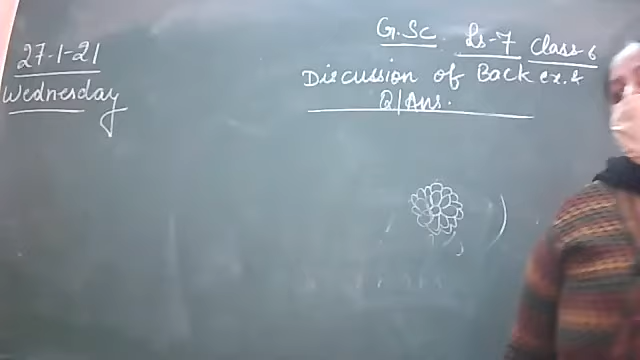 27-1-21
Wednesday
G.Sc Ls-7 Class-6
Discussion of Back ex. &
Q/Ans.